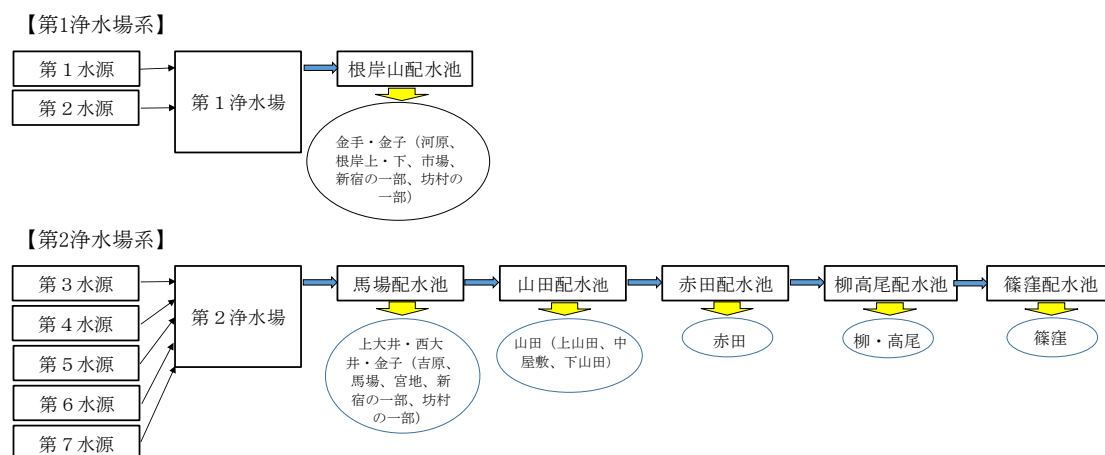 【第1浄水場系】
第１水源
第２水源
第１浄水場
根岸山配水池
金手・金子（河原、
根岸上・下、市場、
新宿の一部、坊村の
一部）
【第2浄水場系】
第３水源
第４水源
第５水源
第６水源
第７水源
第２浄水場
馬場配水池
山田配水池
赤田配水池
柳高尾配水池
篠窪配水池
上大井・西大
井・金子（吉原、
馬場、宮地、新
宿の一部、坊村
の一部）
山田（上山田、中
屋敷、下山田）
赤田
柳・高尾
篠窪